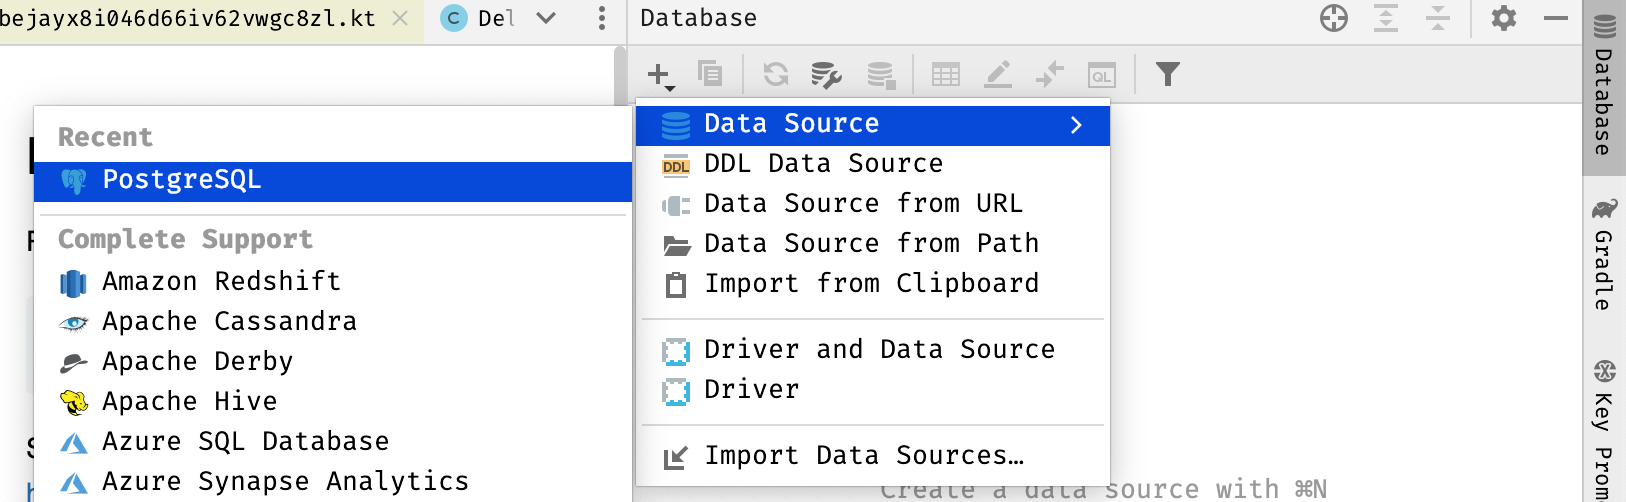 bejayx8i046d66iv62vwgc8zl.kt
C Del
Database
QL
Data Source
DDL DDL Data Source
Data Source from URL
Data Source from Path
Import from Clipboard
Driver and Data Source
Driver
Import Data Sources…
Create a data source with ⌘N
Recent
PostgreSQL
Complete Support
Amazon Redshift
Apache Cassandra
Apache Derby
Apache Hive
Azure SQL Database
Azure Synapse Analytics
Database
Gradle
Key Prom